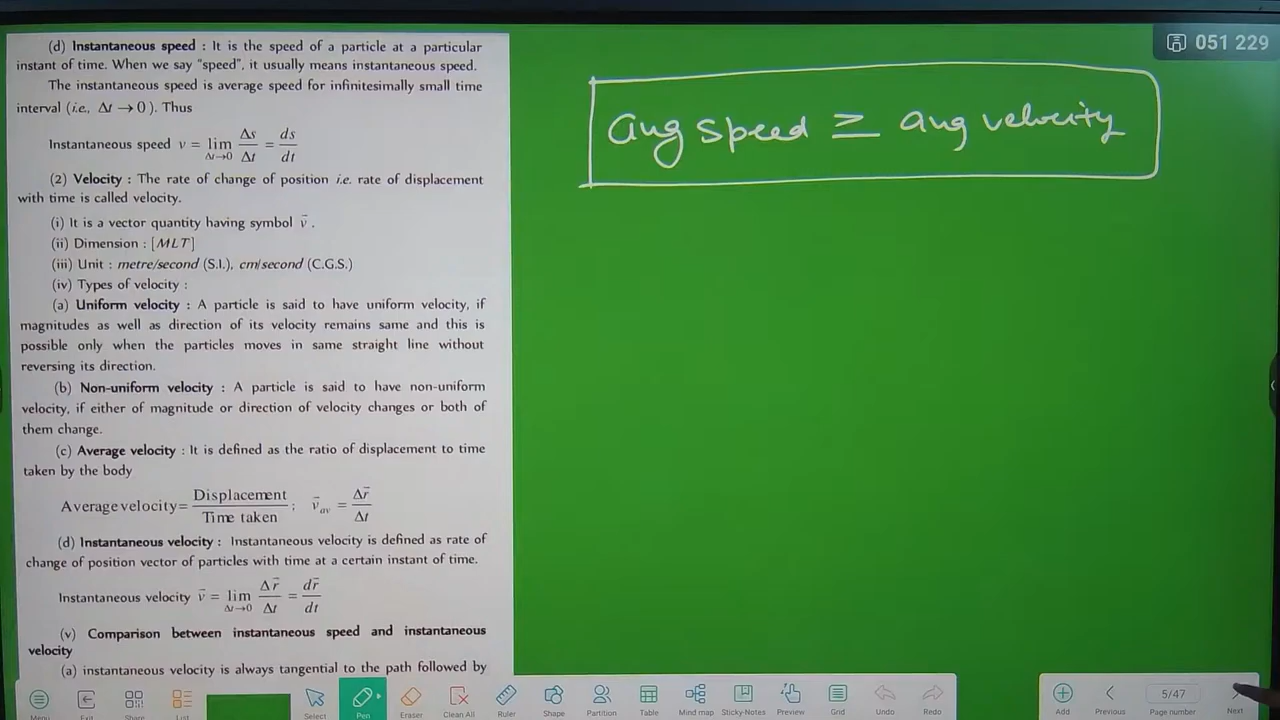 (d) Instantaneous speed : It is the speed of a particle at a particular
instant of time. When we say "speed", it usually means instantaneous speed.
The instantaneous speed is average speed for infinitesimally small time
interval (i.e., Δt → 0 ). Thus
Instantaneous speed v = lim Δt→0 Δs/Δt = ds/dt
(2) Velocity : The rate of change of position i.e. rate of displacement
with time is called velocity.
(i) It is a vector quantity having symbol v⃗ .
(ii) Dimension : [MLT]
(iii) Unit : metre/second (S.I.), cm/second (C.G.S.)
(iv) Types of velocity :
(a) Uniform velocity : A particle is said to have uniform velocity, if
magnitudes as well as direction of its velocity remains same and this is
possible only when the particles moves in same straight line without
reversing its direction.
(b) Non-uniform velocity : A particle is said to have non-uniform
velocity, if either of magnitude or direction of velocity changes or both of
them change.
(c) Average velocity : It is defined as the ratio of displacement to time
taken by the body
Average velocity = Displacement/Time taken ; v⃗av = Δr⃗/Δt
(d) Instantaneous velocity : Instantaneous velocity is defined as rate of
change of position vector of particles with time at a certain instant of time.
Instantaneous velocity v⃗ = lim Δt→0 Δr⃗/Δt = dr⃗/dt
(v) Comparison between instantaneous speed and instantaneous
velocity
(a) instantaneous velocity is always tangential to the path followed by
051 229
avg speed ≥ avg velocity
Menu Exit Share List Select Pen Eraser Clean All Ruler Shape Partition Table Mind map Sticky-Notes Preview Grid Undo Redo
Add Previous 5/47 Page number Next